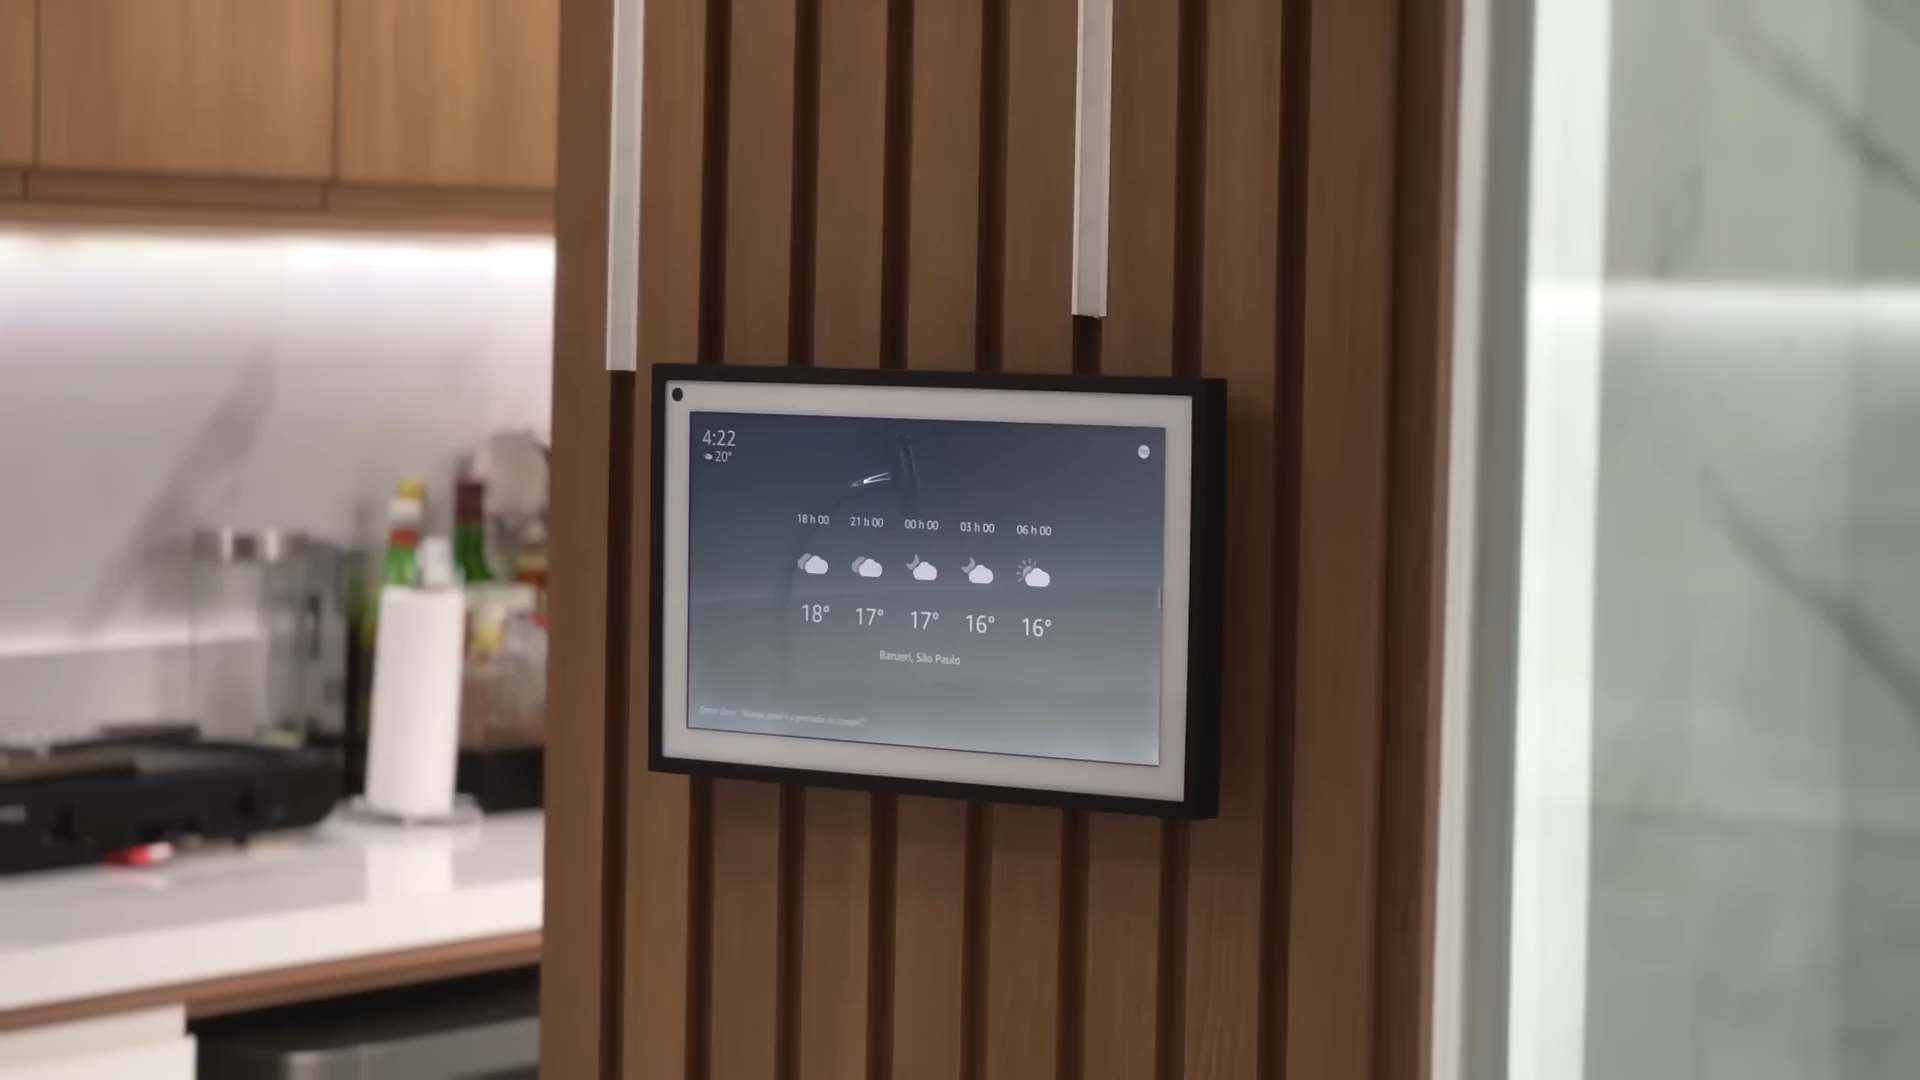 4:22
20°
18 h 00 21 h 00 00 h 00 03 h 00 06 h 00
18° 17° 17° 16° 16°
Barueri, São Paulo